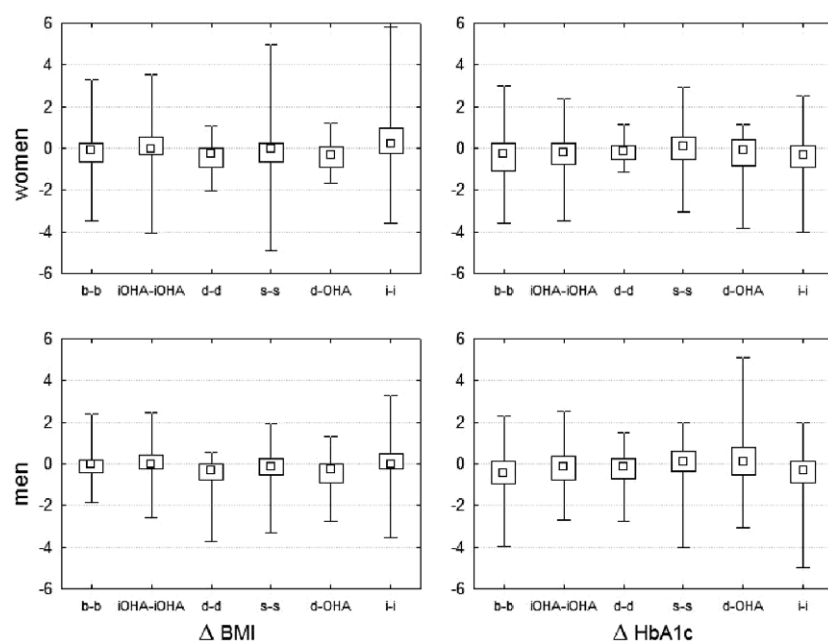 6 6
4 4
2 2
women 0 0
-2 -2
-4 -4
-6 -6
b-b iOHA-iOHA d-d s-s d-OHA i-i b-b iOHA-iOHA d-d s-s d-OHA i-i
6 6
4 4
2 2
men 0 0
-2 -2
-4 -4
-6 -6
b-b iOHA-iOHA d-d s-s d-OHA i-i b-b iOHA-iOHA d-d s-s d-OHA i-i
Δ BMI Δ HbA1c